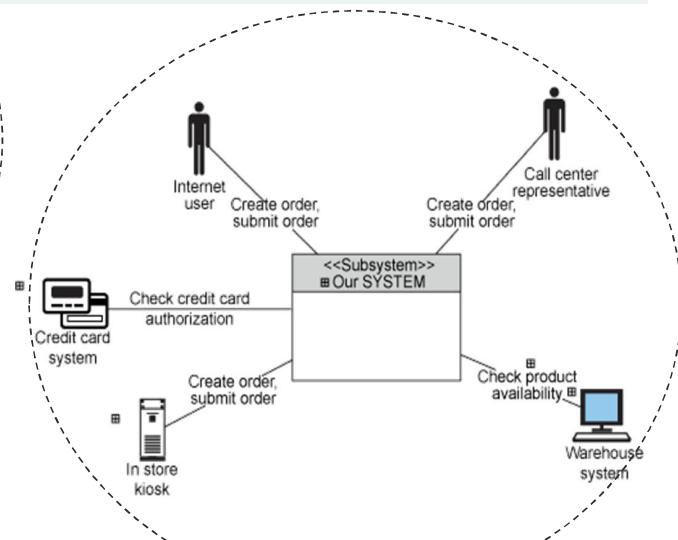 Internet
user
Create order,
submit order
Call center
representative
Create order,
submit order
<<Subsystem>>
Our SYSTEM
Check credit card
authorization
Credit card
system
Create order,
submit order
In store
kiosk
Check product
availability
Warehouse
system